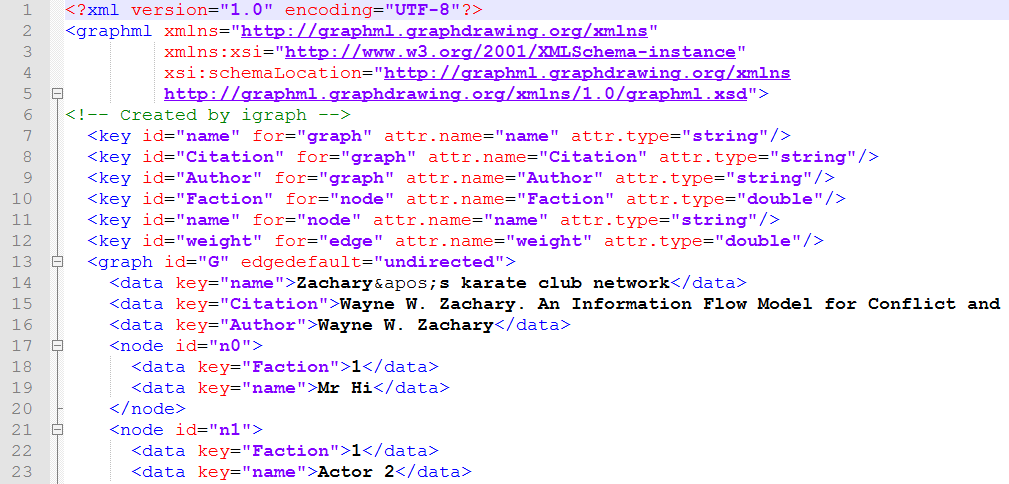 1 <?xml version="1.0" encoding="UTF-8"?>
2 <graphml xmlns="http://graphml.graphdrawing.org/xmlns"
3 xmlns:xsi="http://www.w3.org/2001/XMLSchema-instance"
4 xsi:schemaLocation="http://graphml.graphdrawing.org/xmlns
5 http://graphml.graphdrawing.org/xmlns/1.0/graphml.xsd">
6 <!-- Created by igraph -->
7 <key id="name" for="graph" attr.name="name" attr.type="string"/>
8 <key id="Citation" for="graph" attr.name="Citation" attr.type="string"/>
9 <key id="Author" for="graph" attr.name="Author" attr.type="string"/>
10 <key id="Faction" for="node" attr.name="Faction" attr.type="double"/>
11 <key id="name" for="node" attr.name="name" attr.type="string"/>
12 <key id="weight" for="edge" attr.name="weight" attr.type="double"/>
13 <graph id="G" edgedefault="undirected">
14 <data key="name">Zachary&apos;s karate club network</data>
15 <data key="Citation">Wayne W. Zachary. An Information Flow Model for Conflict and
16 <data key="Author">Wayne W. Zachary</data>
17 <node id="n0">
18 <data key="Faction">1</data>
19 <data key="name">Mr Hi</data>
20 </node>
21 <node id="n1">
22 <data key="Faction">1</data>
23 <data key="name">Actor 2</data>